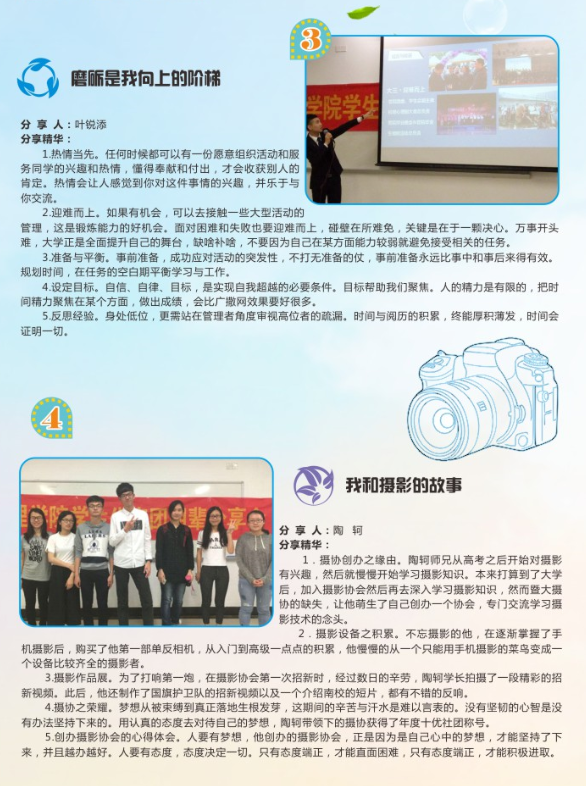 3
磨砺是我向上的阶梯
分 享 人：叶锐添
分享精华：
1.热情当先。任何时候都可以有一份愿意组织活动和服
务同学的兴趣和热情，懂得奉献和付出，才会收获别人的
肯定。热情会让人感觉到你对这件事情的兴趣，并乐于与
你交流。
2.迎难而上。如果有机会，可以去接触一些大型活动的
管理，这是锻炼能力的好机会。面对困难和失败也要迎难而上，碰壁在所难免，关键是在于一颗决心。万事开头
难，大学正是全面提升自己的舞台，缺啥补啥，不要因为自己在某方面能力较弱就避免接受相关的任务。
3.准备与平衡。事前准备，成功应对活动的突发性，不打无准备的仗，事前准备永远比事中和事后来得有效。
规划时间，在任务的空白期平衡学习与工作。
4.设定目标。自信、自律、目标，是实现自我超越的必要条件。目标帮助我们聚焦。人的精力是有限的，把时
间精力聚焦在某个方面，做出成绩，会比广撒网效果要好很多。
5.反思经验。身处低位，更需站在管理者角度审视高位者的疏漏。时间与阅历的积累，终能厚积薄发，时间会
证明一切。
学院学生
4
我和摄影的故事
分 享 人：陶 轲
分享精华：
1．摄协创办之缘由。陶轲师兄从高考之后开始对摄影
有兴趣，然后就慢慢开始学习摄影知识。本来打算到了大学
后，加入摄影协会然后再去深入学习摄影知识，然而暨大摄
协的缺失，让他萌生了自己创办一个协会，专门交流学习摄
影技术的念头。
2．摄影设备之积累。不忘摄影的他，在逐渐掌握了手
机摄影后，购买了他第一部单反相机，从入门到高级一点点的积累，他慢慢的从一个只能用手机摄影的菜鸟变成一
个设备比较齐全的摄影者。
3.摄影作品展。为了打响第一炮，在摄影协会第一次招新时，经过数日的辛劳，陶轲学长拍摄了一段精彩的招
新视频。此后，他还制作了国旗护卫队的招新视频以及一个介绍南校的短片，都有不错的反响。
4.摄协之荣耀。梦想从被束缚到真正落地生根发芽，这期间的辛苦与汗水是难以言表的。没有坚韧的心智是没
有办法坚持下来的。用认真的态度去对待自己的梦想，陶轲带领下的摄协获得了年度十优社团称号。
5.创办摄影协会的心得体会。人要有梦想，他创办的摄影协会，正是因为是自己心中的梦想，才能坚持了下
来，并且越办越好。人要有态度，态度决定一切。只有态度端正，才能直面困难，只有态度端正，才能积极进取。